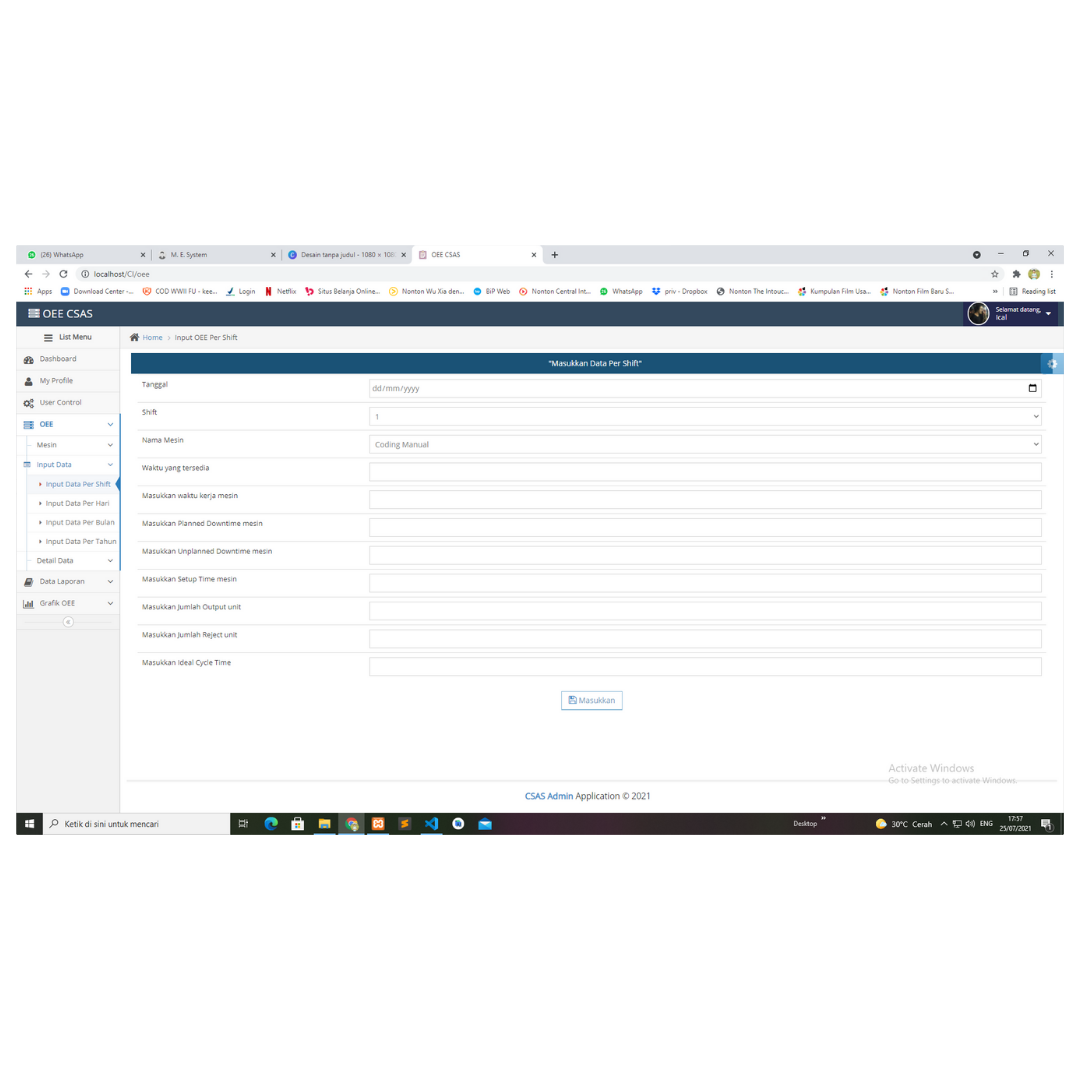 (26) WhatsApp
M. E. System
Desain tanpa judul - 1080 × 108
OEE CSAS
localhost/CI/oee
Apps Download Center -... COD WWII FU - kee... Login Netflix Situs Belanja Online... Nonton Wu Xia den... BiP Web Nonton Central Int... WhatsApp priv - Dropbox Nonton The Intouc... Kumpulan Film Usa... Nonton Film Baru S... » Reading list
OEE CSAS
Selamat datang,
List Menu
Home › Input OEE Per Shift
Dashboard
My Profile
User Control
OEE
Mesin
Input Data
Input Data Per Shift
Input Data Per Hari
Input Data Per Bulan
Input Data Per Tahun
Detail Data
Data Laporan
Grafik OEE
"Masukkan Data Per Shift"
Tanggal
dd/mm/yyyy
Shift
1
Nama Mesin
Coding Manual
Waktu yang tersedia
Masukkan waktu kerja mesin
Masukkan Planned Downtime mesin
Masukkan Unplanned Downtime mesin
Masukkan Setup Time mesin
Masukkan Jumlah Output unit
Masukkan Jumlah Reject unit
Masukkan Ideal Cycle Time
Masukkan
Activate Windows
Go to Settings to activate Windows.
CSAS Admin Application © 2021
Ketik di sini untuk mencari
Desktop »
30°C Cerah
ENG
17:57
25/07/2021